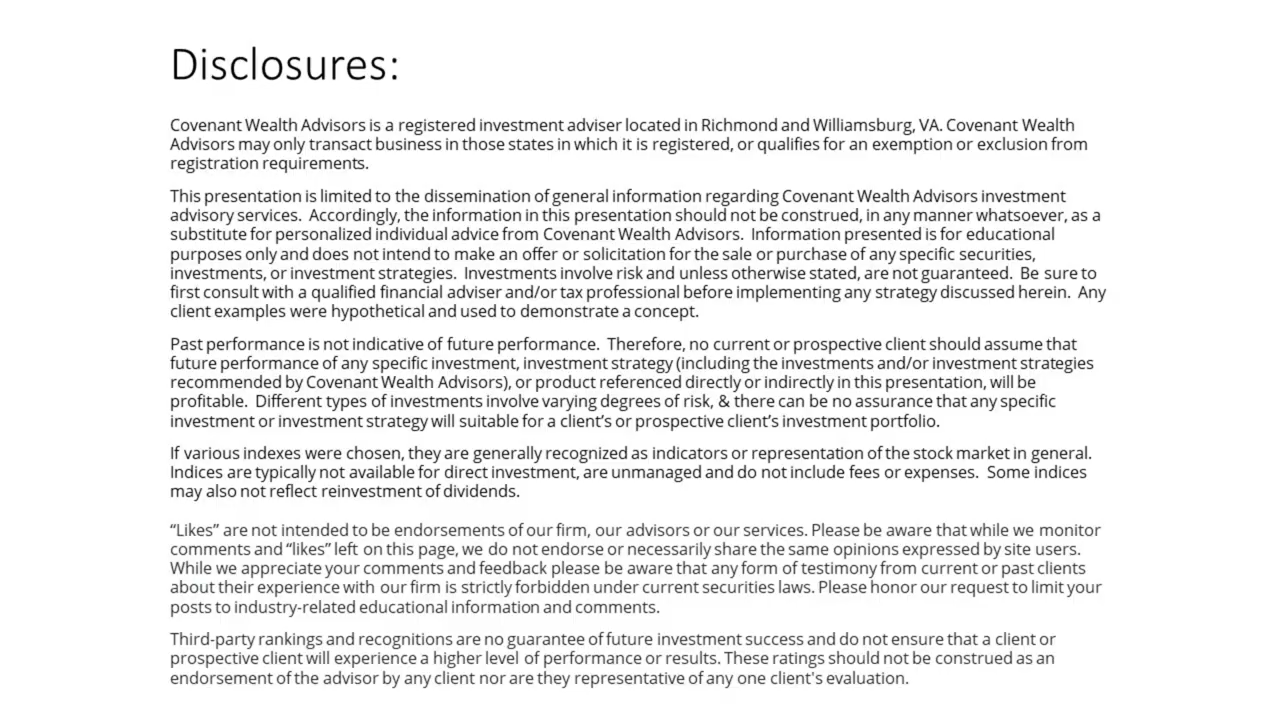 Disclosures:
Covenant Wealth Advisors is a registered investment adviser located in Richmond and Williamsburg, VA. Covenant Wealth
Advisors may only transact business in those states in which it is registered, or qualifies for an exemption or exclusion from
registration requirements.
This presentation is limited to the dissemination of general information regarding Covenant Wealth Advisors investment
advisory services.  Accordingly, the information in this presentation should not be construed, in any manner whatsoever, as a
substitute for personalized individual advice from Covenant Wealth Advisors.  Information presented is for educational
purposes only and does not intend to make an offer or solicitation for the sale or purchase of any specific securities,
investments, or investment strategies.  Investments involve risk and unless otherwise stated, are not guaranteed.  Be sure to
first consult with a qualified financial adviser and/or tax professional before implementing any strategy discussed herein.  Any
client examples were hypothetical and used to demonstrate a concept.
Past performance is not indicative of future performance.  Therefore, no current or prospective client should assume that
future performance of any specific investment, investment strategy (including the investments and/or investment strategies
recommended by Covenant Wealth Advisors), or product referenced directly or indirectly in this presentation, will be
profitable.  Different types of investments involve varying degrees of risk, & there can be no assurance that any specific
investment or investment strategy will suitable for a client’s or prospective client’s investment portfolio.
If various indexes were chosen, they are generally recognized as indicators or representation of the stock market in general.
Indices are typically not available for direct investment, are unmanaged and do not include fees or expenses.  Some indices
may also not reflect reinvestment of dividends.
“Likes” are not intended to be endorsements of our firm, our advisors or our services. Please be aware that while we monitor
comments and “likes” left on this page, we do not endorse or necessarily share the same opinions expressed by site users.
While we appreciate your comments and feedback please be aware that any form of testimony from current or past clients
about their experience with our firm is strictly forbidden under current securities laws. Please honor our request to limit your
posts to industry-related educational information and comments.
Third-party rankings and recognitions are no guarantee of future investment success and do not ensure that a client or
prospective client will experience a higher level of performance or results. These ratings should not be construed as an
endorsement of the advisor by any client nor are they representative of any one client's evaluation.